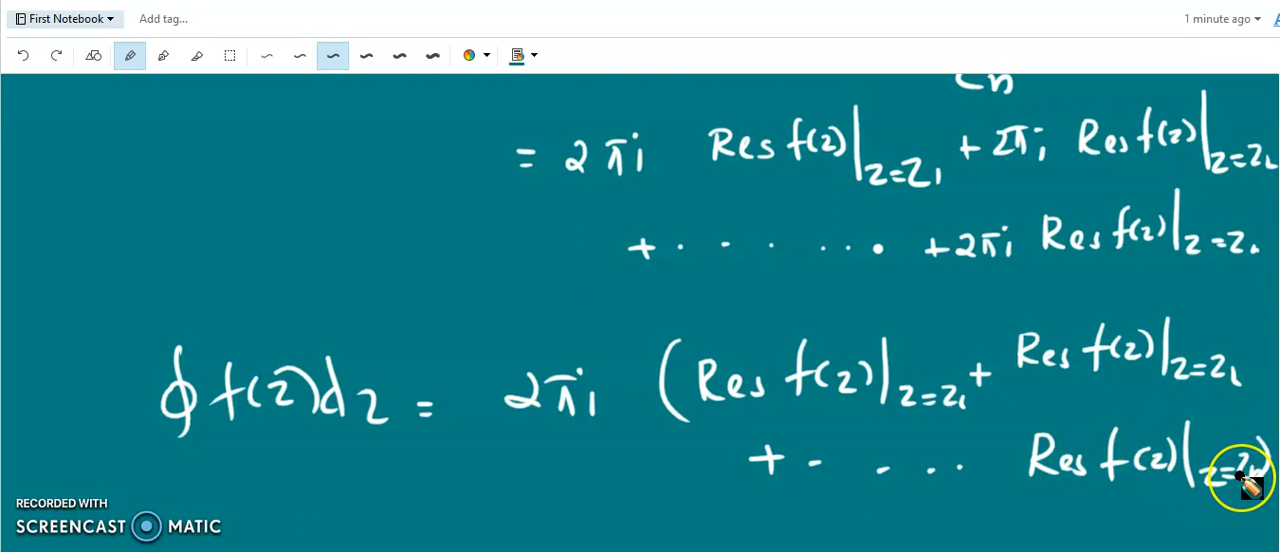 First Notebook Add tag... 1 minute ago
Cn
= 2πi Res f(z)|z=z1 + 2πi Res f(z)|z=z2
+ . . . . . . + 2πi Res f(z)|z=zn
∮ f(z)dz = 2πi (Res f(z)|z=z1 + Res f(z)|z=z2
+ - - . . Res f(z)|z=zn)
RECORDED WITH
SCREENCAST MATIC